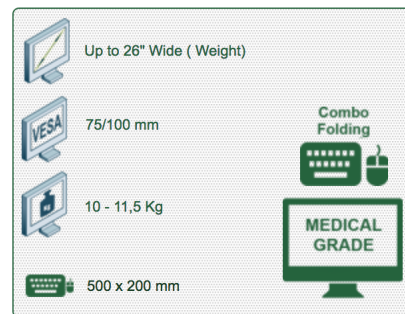 Up to 26" Wide ( Weight)
VESA
75/100 mm
Combo
Folding
10 - 11,5 Kg
MEDICAL
GRADE
500 x 200 mm